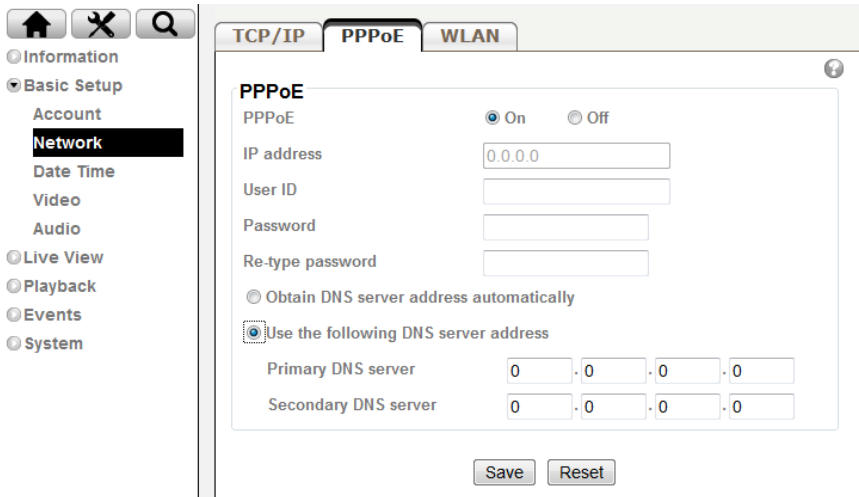 Information
Basic Setup
Account
Network
Date Time
Video
Audio
Live View
Playback
Events
System
TCP/IP PPPoE WLAN
PPPoE
PPPoE On Off
IP address 0.0.0.0
User ID
Password
Re-type password
Obtain DNS server address automatically
Use the following DNS server address
Primary DNS server 0 . 0 . 0 . 0
Secondary DNS server 0 . 0 . 0 . 0
Save Reset